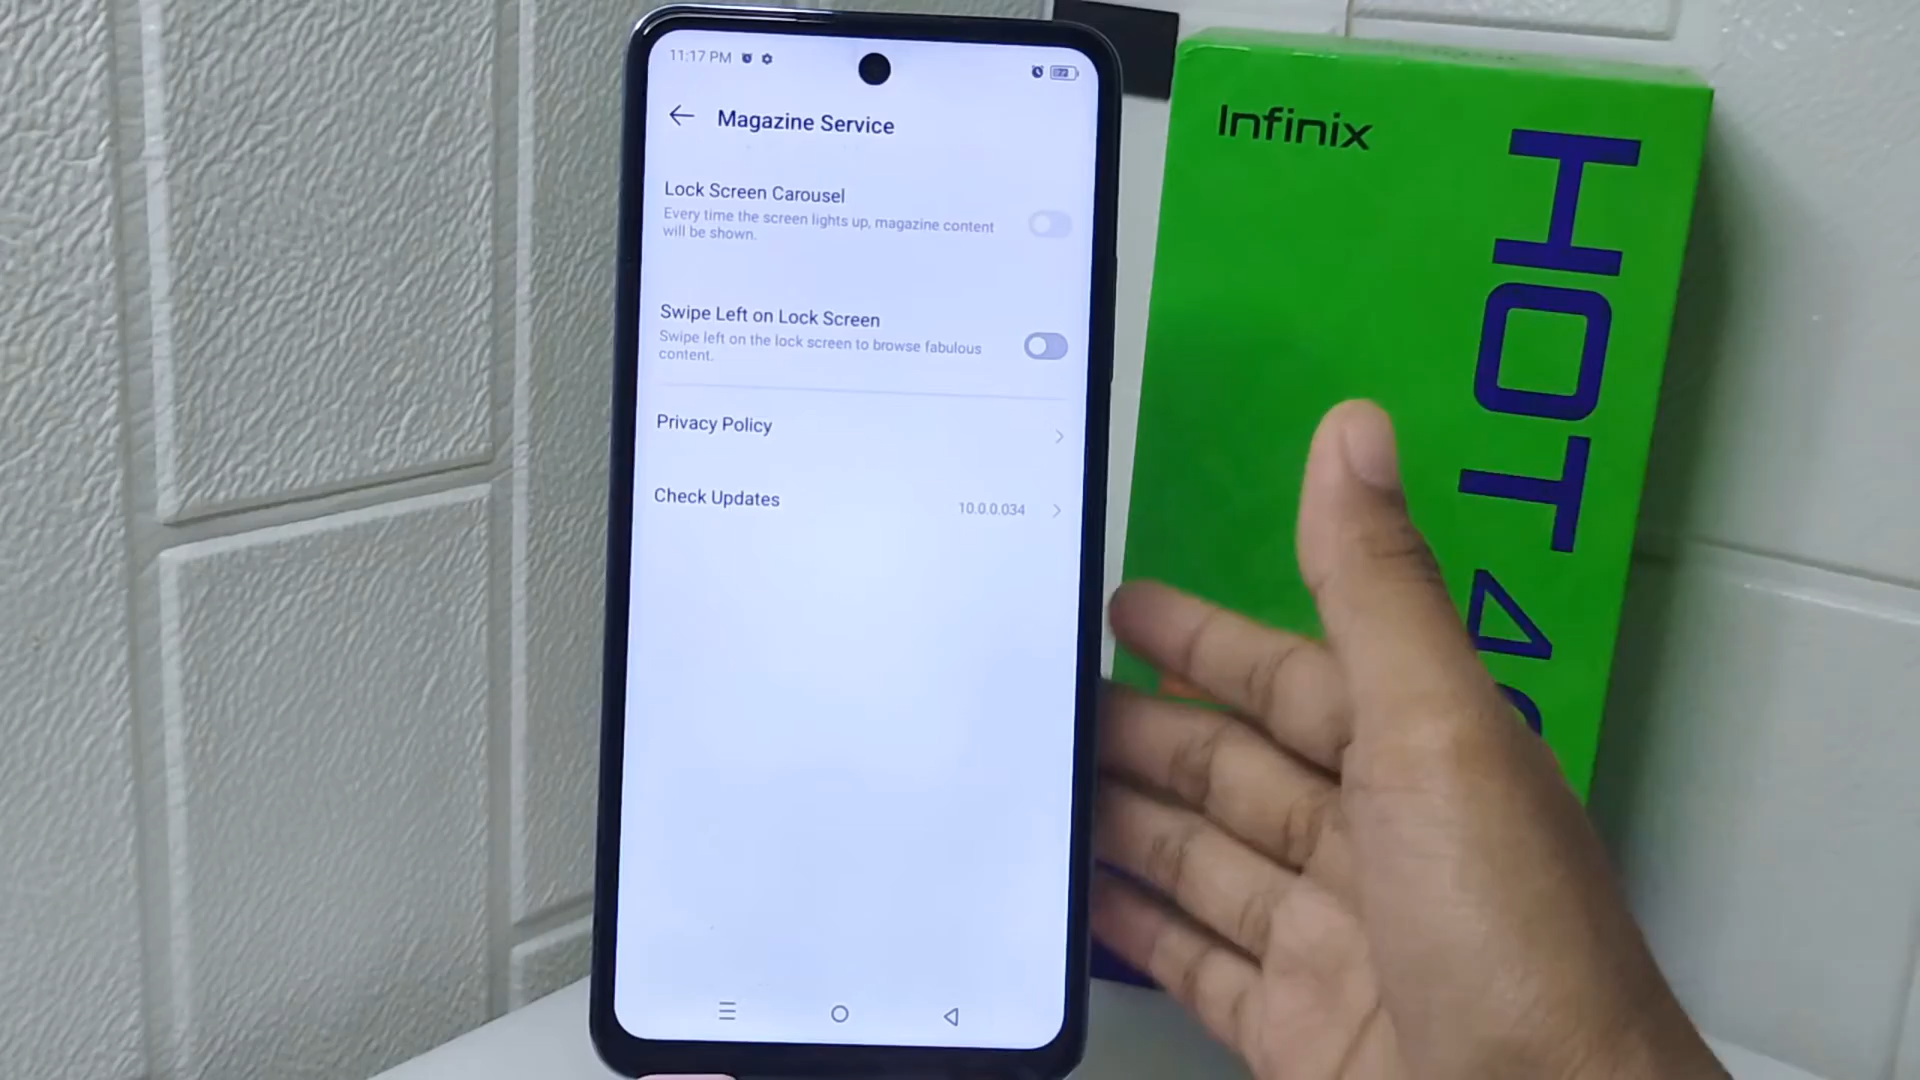 11:17 PM
Magazine Service
Lock Screen Carousel
Every time the screen lights up, magazine content
will be shown.
Swipe Left on Lock Screen
Swipe left on the lock screen to browse fabulous
content.
Privacy Policy
Check Updates 10.0.0.034
Infinix
HOT 4